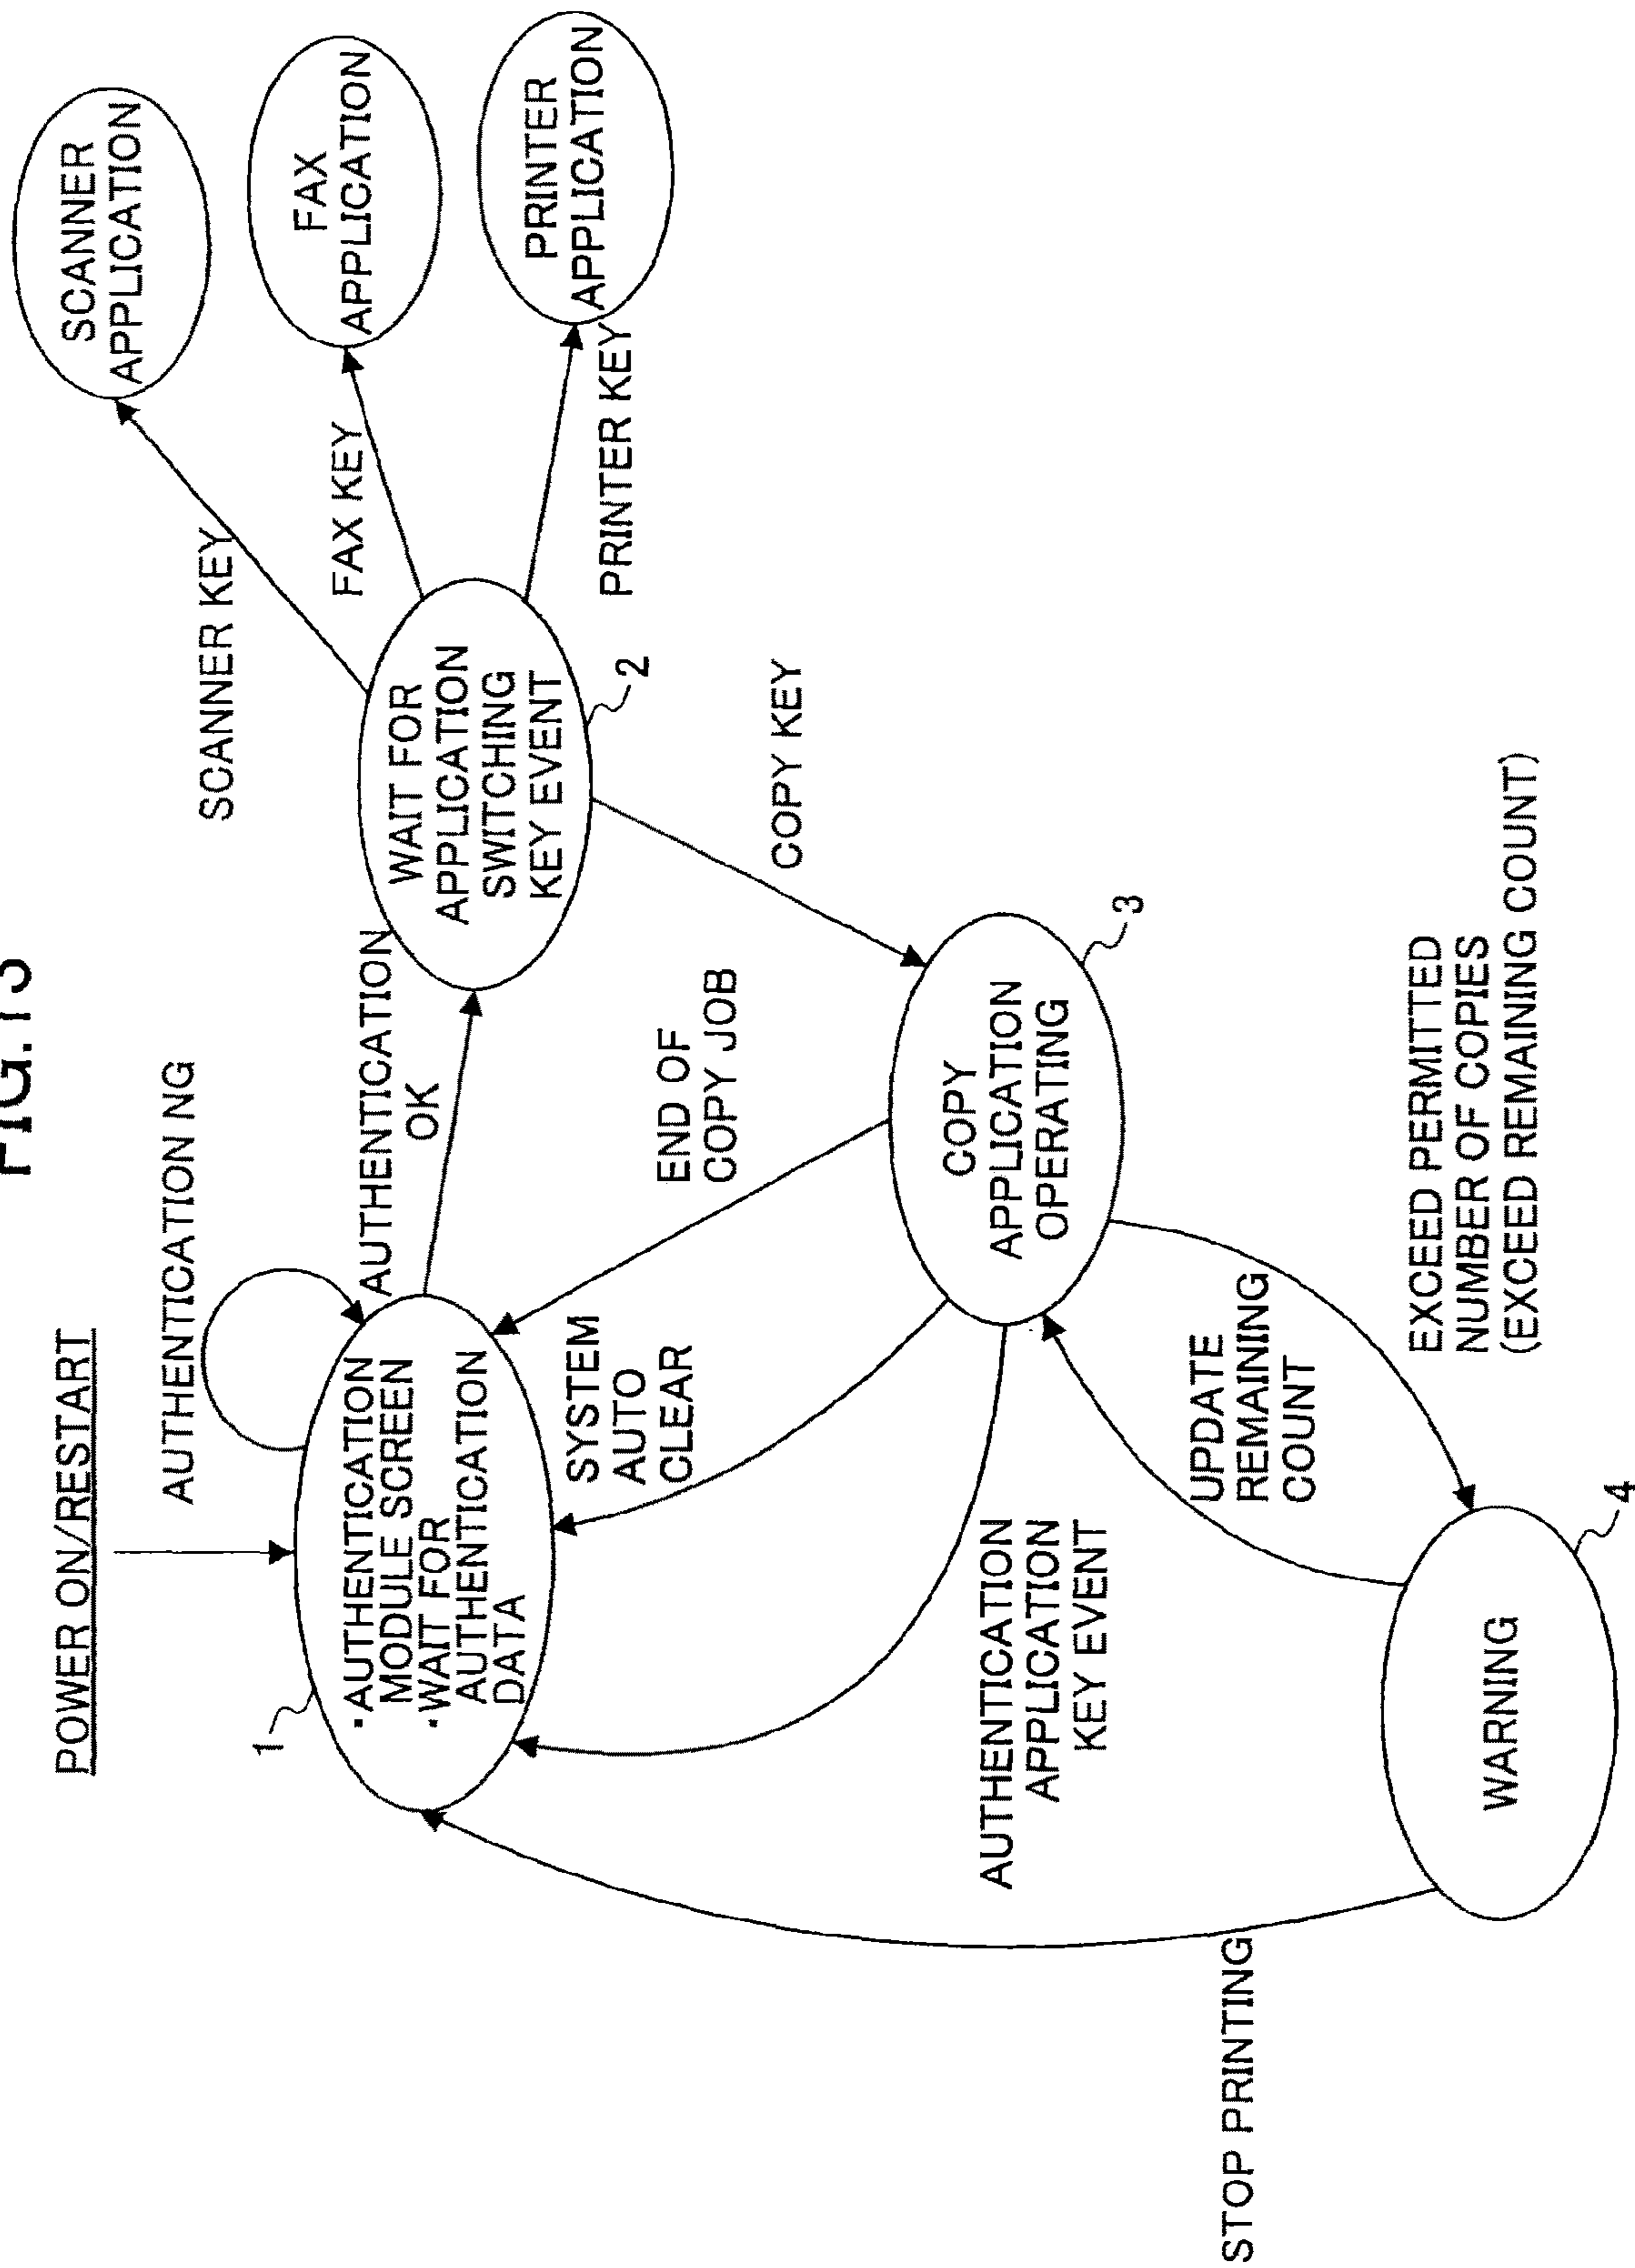 POWER ON/RESTART
AUTHENTICATION NG
SCANNER KEY
SCANNER
APPLICATION
1
·AUTHENTICATION
MODULE SCREEN
·WAIT FOR
AUTHENTICATION
DATA
AUTHENTICATION
OK
WAIT FOR
APPLICATION
SWITCHING
KEY EVENT
2
FAX KEY
FAX
APPLICATION
PRINTER KEY
PRINTER
APPLICATION
SYSTEM
AUTO
CLEAR
END OF
COPY JOB
COPY KEY
COPY
APPLICATION
OPERATING
3
AUTHENTICATION
APPLICATION
KEY EVENT
UPDATE
REMAINING
COUNT
STOP PRINTING
EXCEED PERMITTED
NUMBER OF COPIES
(EXCEED REMAINING COUNT)
WARNING
4